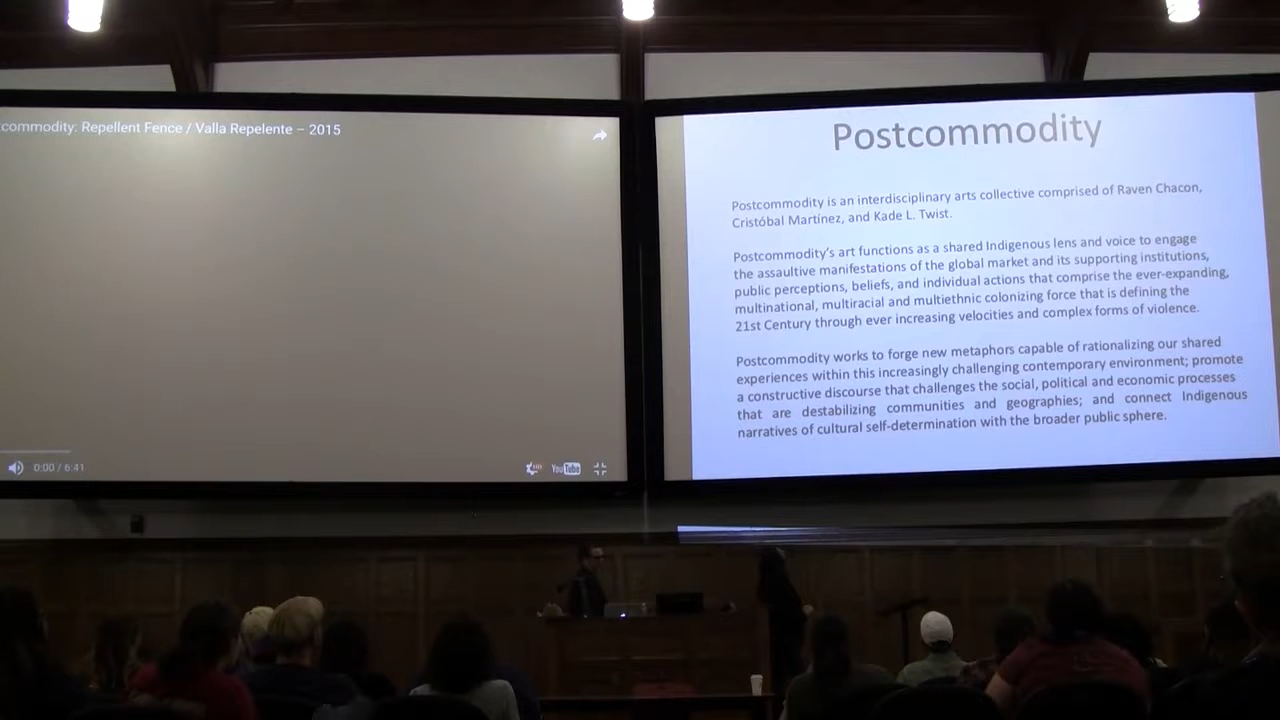 commodity: Repellent Fence / Valla Repelente – 2015
0:00 / 6:41
YouTube
Postcommodity
Postcommodity is an interdisciplinary arts collective comprised of Raven Chacon,
Cristóbal Martínez, and Kade L. Twist.
Postcommodity's art functions as a shared Indigenous lens and voice to engage
the assaultive manifestations of the global market and its supporting institutions,
public perceptions, beliefs, and individual actions that comprise the ever-expanding,
multinational, multiracial and multiethnic colonizing force that is defining the
21st Century through ever increasing velocities and complex forms of violence.
Postcommodity works to forge new metaphors capable of rationalizing our shared
experiences within this increasingly challenging contemporary environment; promote
a constructive discourse that challenges the social, political and economic processes
that are destabilizing communities and geographies; and connect Indigenous
narratives of cultural self-determination with the broader public sphere.